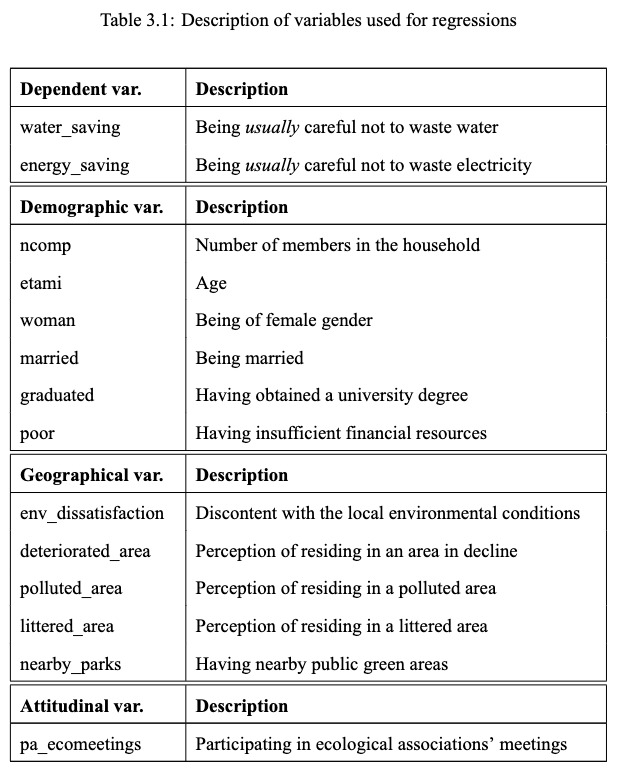 Table 3.1: Description of variables used for regressions
Dependent var. Description
water_saving Being usually careful not to waste water
energy_saving Being usually careful not to waste electricity
Demographic var. Description
ncomp Number of members in the household
etami Age
woman Being of female gender
married Being married
graduated Having obtained a university degree
poor Having insufficient financial resources
Geographical var. Description
env_dissatisfaction Discontent with the local environmental conditions
deteriorated_area Perception of residing in an area in decline
polluted_area Perception of residing in a polluted area
littered_area Perception of residing in a littered area
nearby_parks Having nearby public green areas
Attitudinal var. Description
pa_ecomeetings Participating in ecological associations’ meetings